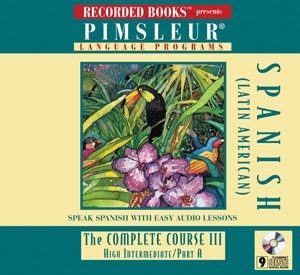 RECORDED BOOKS presents
PIMSLEUR®
LANGUAGE PROGRAMS
SPANISH
(LATIN AMERICAN)
SPEAK SPANISH WITH EASY AUDIO LESSONS
The COMPLETE COURSE III
HIGH INTERMEDIATE/PART A
9